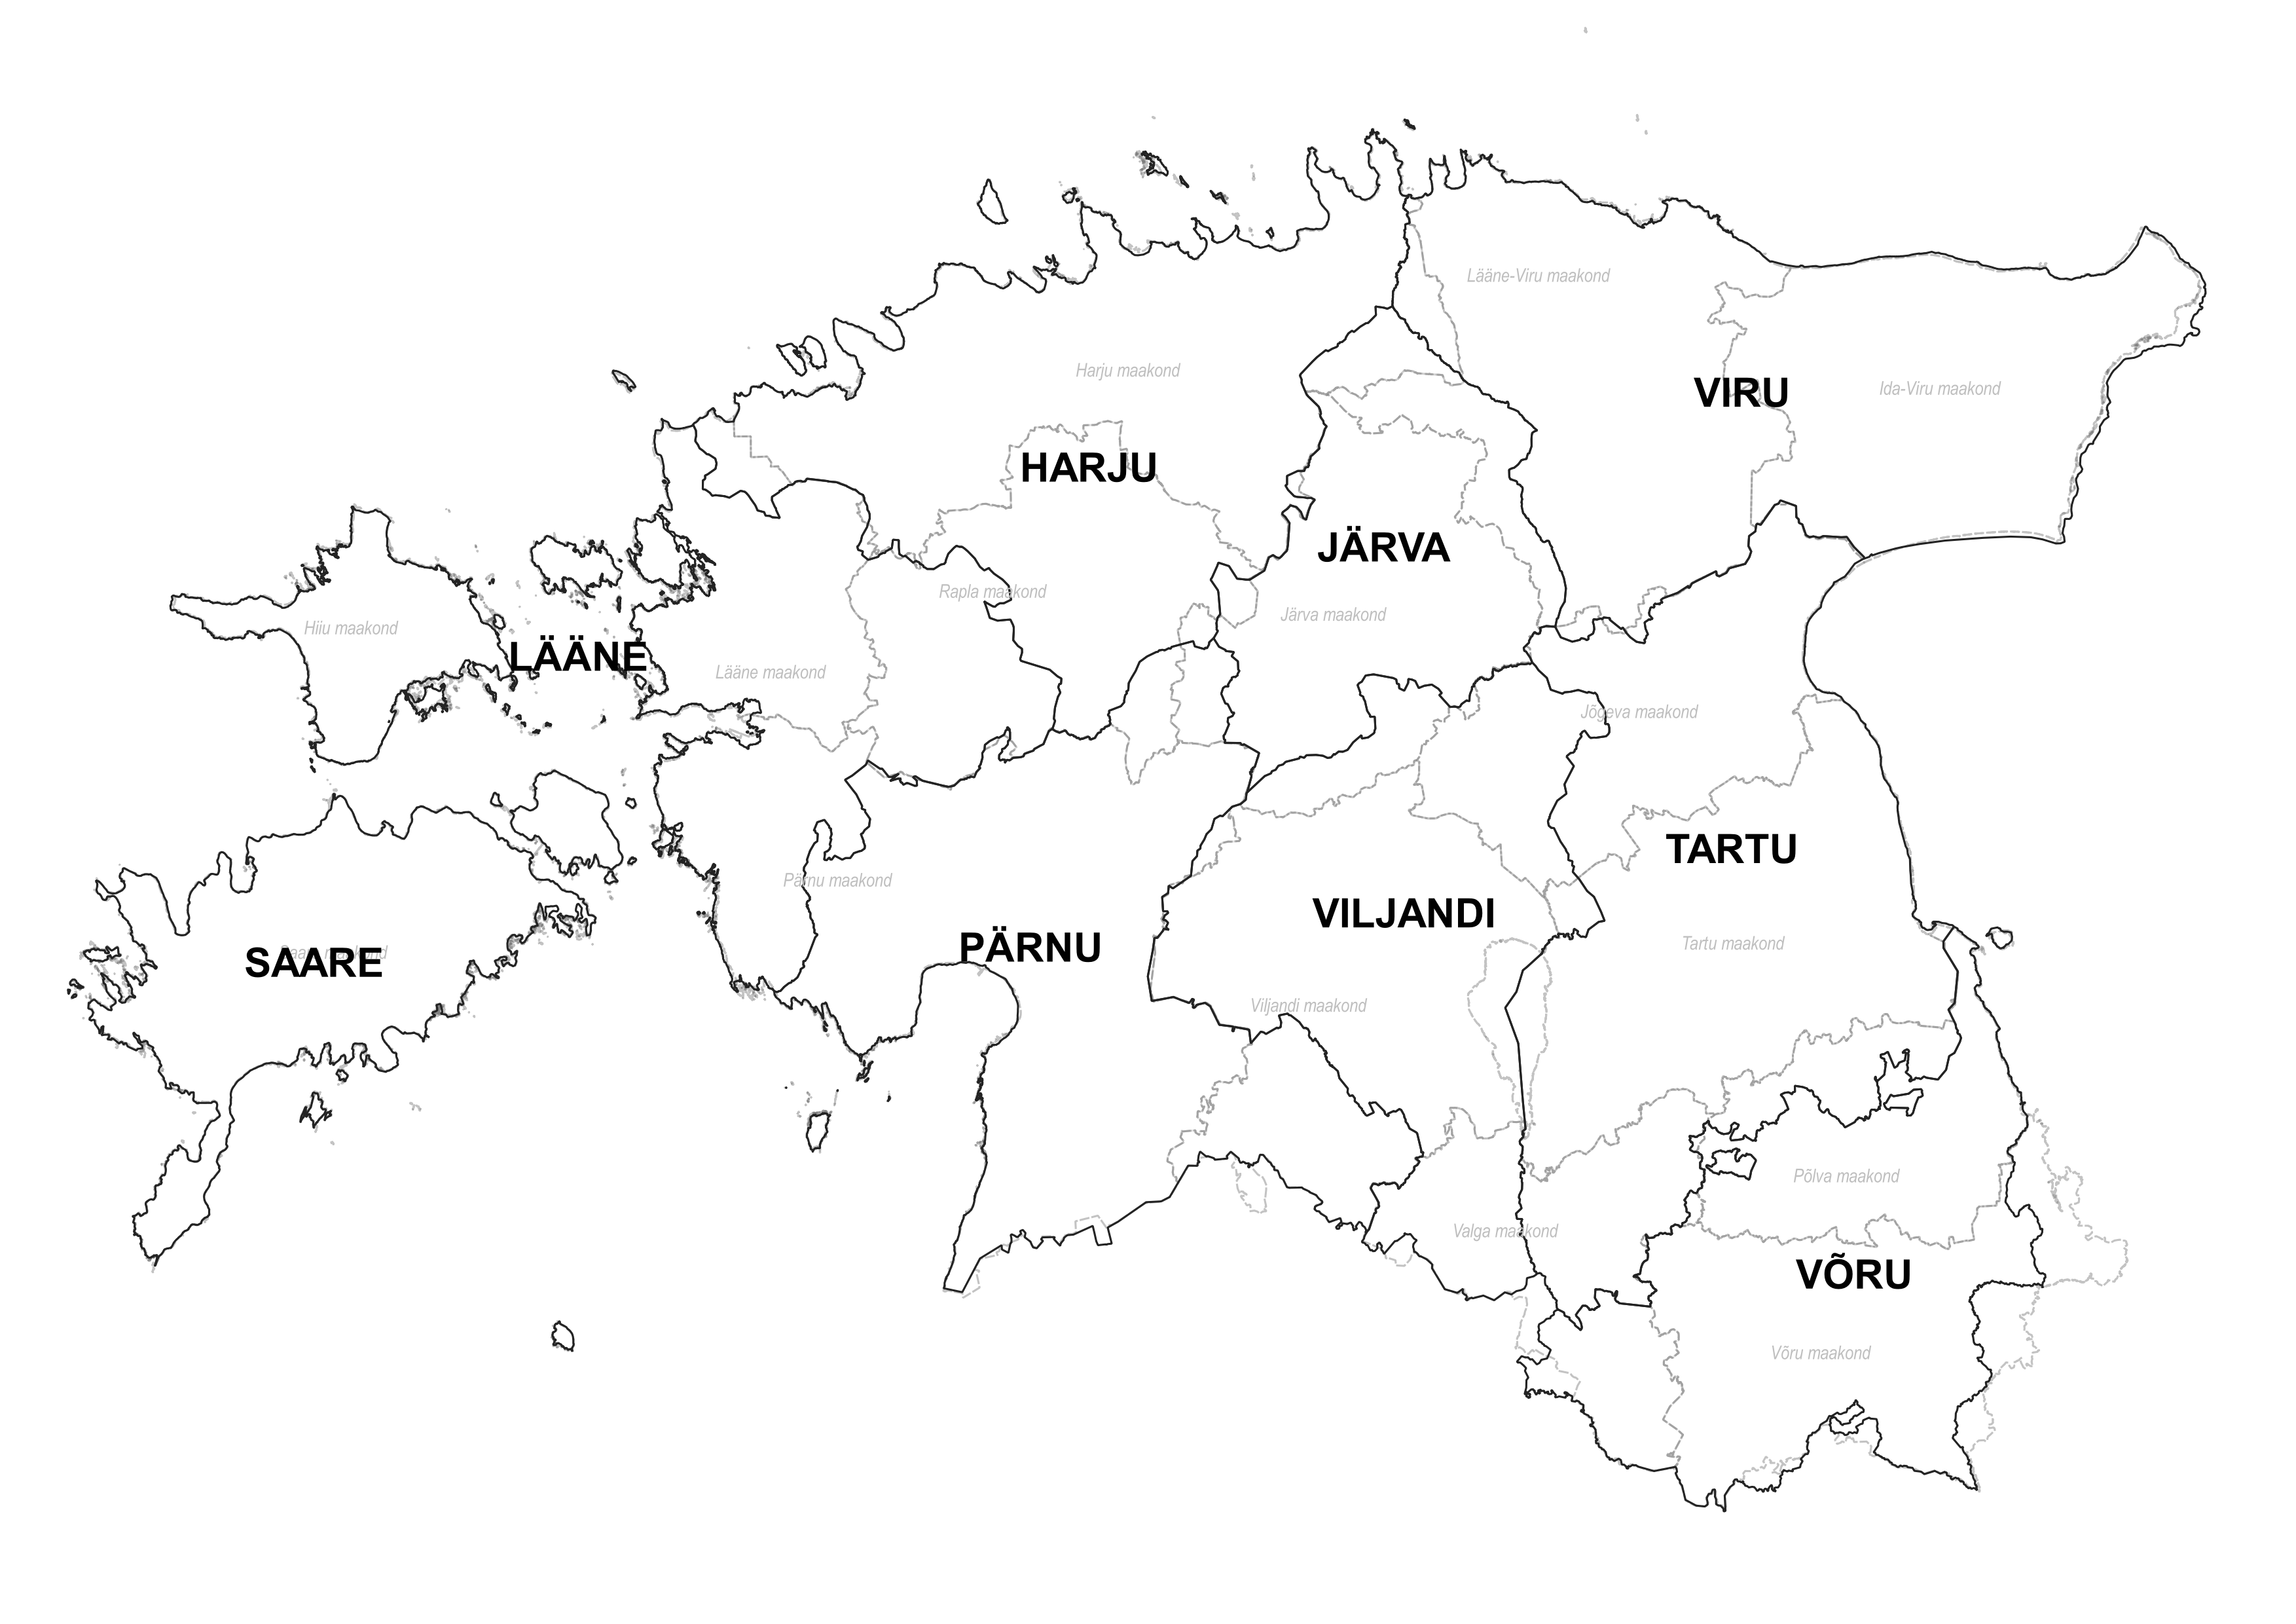 Lääne-Viru maakond
Harju maakond
VIRU
Ida-Viru maakond
HARJU
JÄRVA
Rapla maakond
Järva maakond
Hiiu maakond
LÄÄNE
Lääne maakond
Jõgeva maakond
TARTU
Pärnu maakond
VILJANDI
Tartu maakond
PÄRNU
Saare maakond
SAARE
Viljandi maakond
Põlva maakond
Valga maakond
VÕRU
Võru maakond